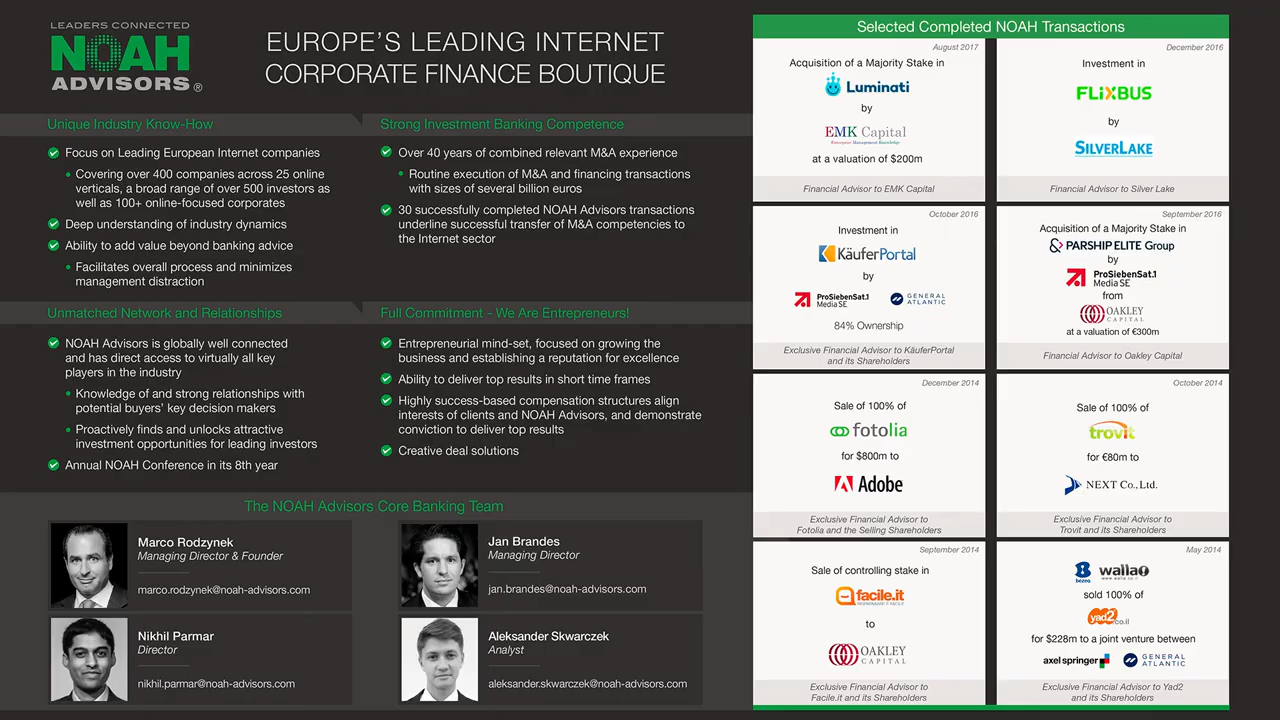 LEADERS CONNECTED
NOAH
ADVISORS®
EUROPE'S LEADING INTERNET
CORPORATE FINANCE BOUTIQUE
Unique Industry Know-How
Focus on Leading European Internet companies
• Covering over 400 companies across 25 online
verticals, a broad range of over 500 investors as
well as 100+ online-focused corporates
Deep understanding of industry dynamics
Ability to add value beyond banking advice
• Facilitates overall process and minimizes
management distraction
Strong Investment Banking Competence
Over 40 years of combined relevant M&A experience
• Routine execution of M&A and financing transactions
with sizes of several billion euros
30 successfully completed NOAH Advisors transactions
underline successful transfer of M&A competencies to
the Internet sector
Unmatched Network and Relationships
NOAH Advisors is globally well connected
and has direct access to virtually all key
players in the industry
• Knowledge of and strong relationships with
potential buyers' key decision makers
• Proactively finds and unlocks attractive
investment opportunities for leading investors
Annual NOAH Conference in its 8th year
Full Commitment - We Are Entrepreneurs!
Entrepreneurial mind-set, focused on growing the
business and establishing a reputation for excellence
Ability to deliver top results in short time frames
Highly success-based compensation structures align
interests of clients and NOAH Advisors, and demonstrate
conviction to deliver top results
Creative deal solutions
The NOAH Advisors Core Banking Team
Marco Rodzynek
Managing Director & Founder
marco.rodzynek@noah-advisors.com
Jan Brandes
Managing Director
jan.brandes@noah-advisors.com
Nikhil Parmar
Director
nikhil.parmar@noah-advisors.com
Aleksander Skwarczek
Analyst
aleksander.skwarczek@noah-advisors.com
Selected Completed NOAH Transactions
August 2017
Acquisition of a Majority Stake in
Luminati
by
EMK Capital
Enterprise Management Knowledge
at a valuation of $200m
Financial Advisor to EMK Capital
December 2016
Investment in
FLiXBUS
by
SILVERLAKE
Financial Advisor to Silver Lake
October 2016
Investment in
KäuferPortal
by
ProSiebenSat.1
Media SE
GENERAL
ATLANTIC
84% Ownership
Exclusive Financial Advisor to KäuferPortal
and its Shareholders
September 2016
Acquisition of a Majority Stake in
PARSHIP ELITE Group
by
ProSiebenSat.1
Media SE
from
OAKLEY
CAPITAL
at a valuation of €300m
Financial Advisor to Oakley Capital
December 2014
Sale of 100% of
fotolia
for $800m to
Adobe
Exclusive Financial Advisor to
Fotolia and the Selling Shareholders
October 2014
Sale of 100% of
trovit
for €80m to
NEXT Co., Ltd.
Exclusive Financial Advisor to
Trovit and its Shareholders
September 2014
Sale of controlling stake in
facile.it
to
OAKLEY
CAPITAL
Exclusive Financial Advisor to
Facile.it and its Shareholders
May 2014
bezeq
walla!
www.walla.co.il
sold 100% of
yad2.co.il
for $228m to a joint venture between
axel springer
GENERAL
ATLANTIC
Exclusive Financial Advisor to Yad2
and its Shareholders